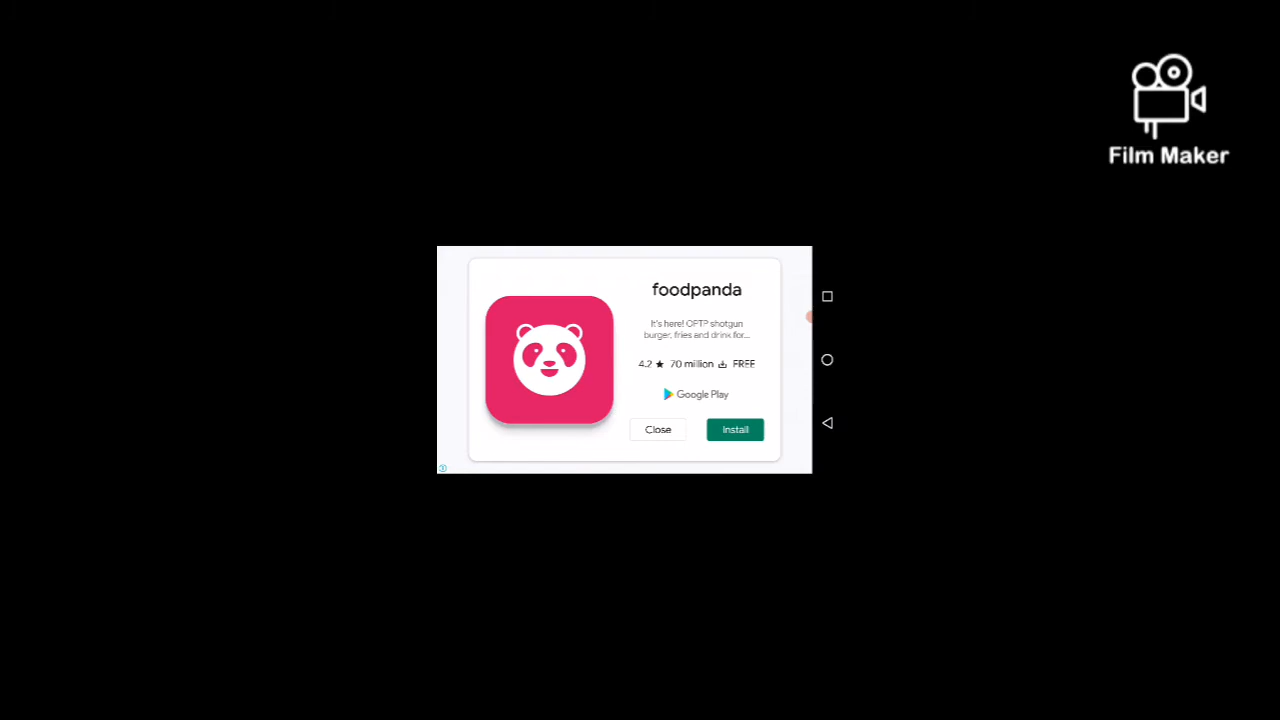 Film Maker
foodpanda
It's here! OPTP shotgun
burger, fries and drink for...
4.2 ★ 70 million FREE
Google Play
Close Install